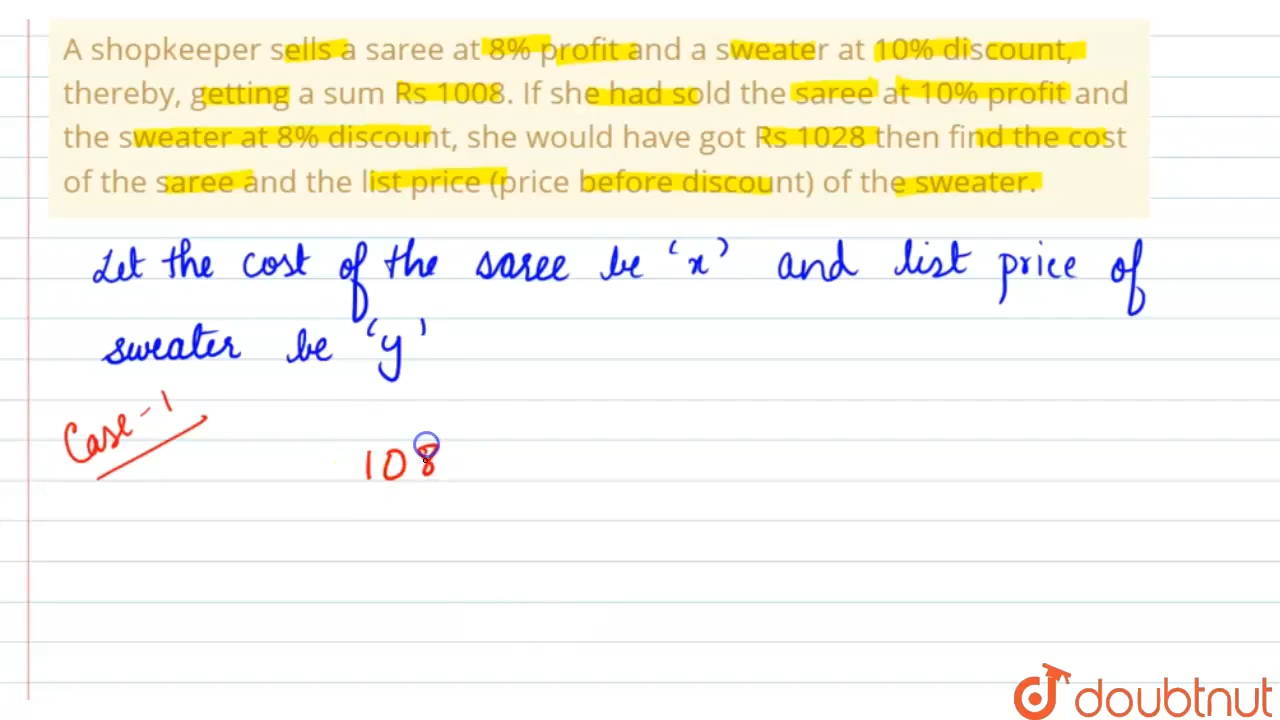 A shopkeeper sells a saree at 8% profit and a sweater at 10% discount,
thereby, getting a sum Rs 1008. If she had sold the saree at 10% profit and
the sweater at 8% discount, she would have got Rs 1028 then find the cost
of the saree and the list price (price before discount) of the sweater.
Let the cost of the saree be 'x' and list price of
sweater be 'y'
Case-1
108
doubtnut